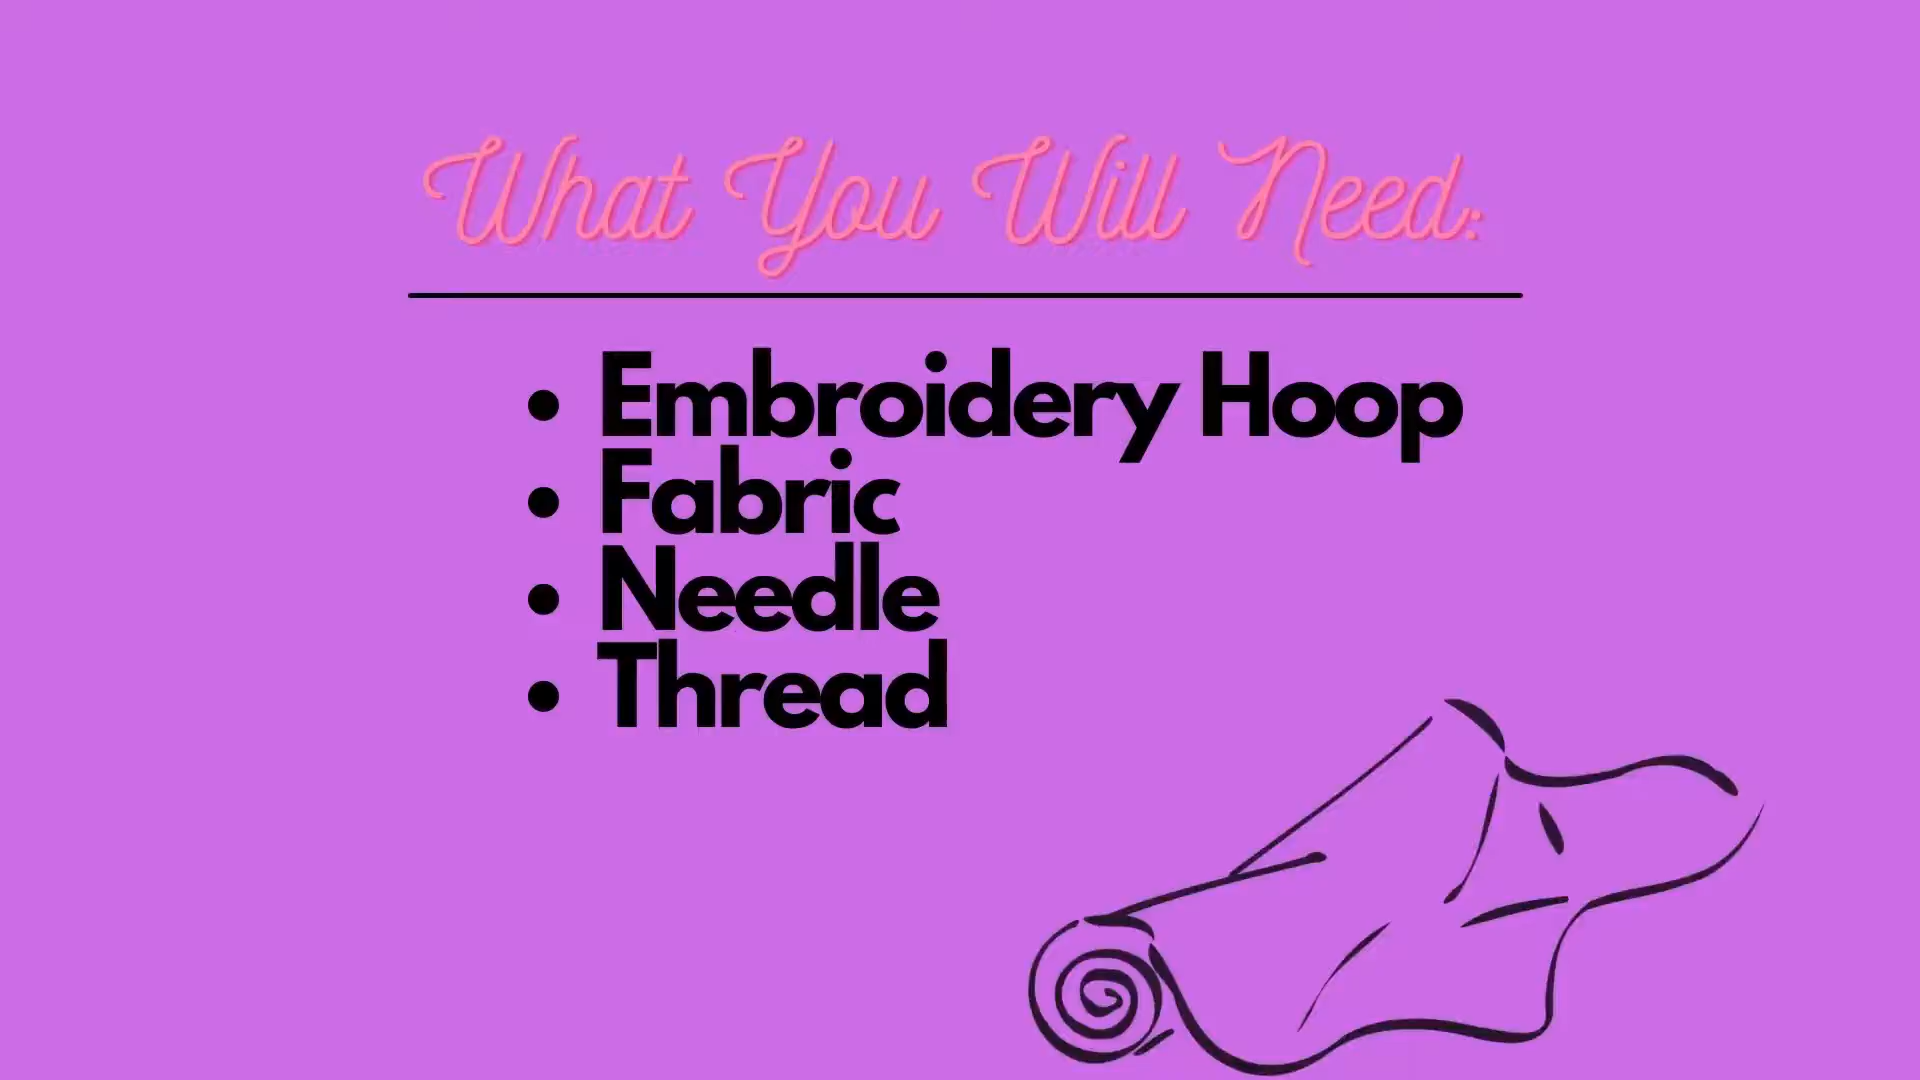 What You Will Need:
• Embroidery Hoop
• Fabric
• Needle
• Thread